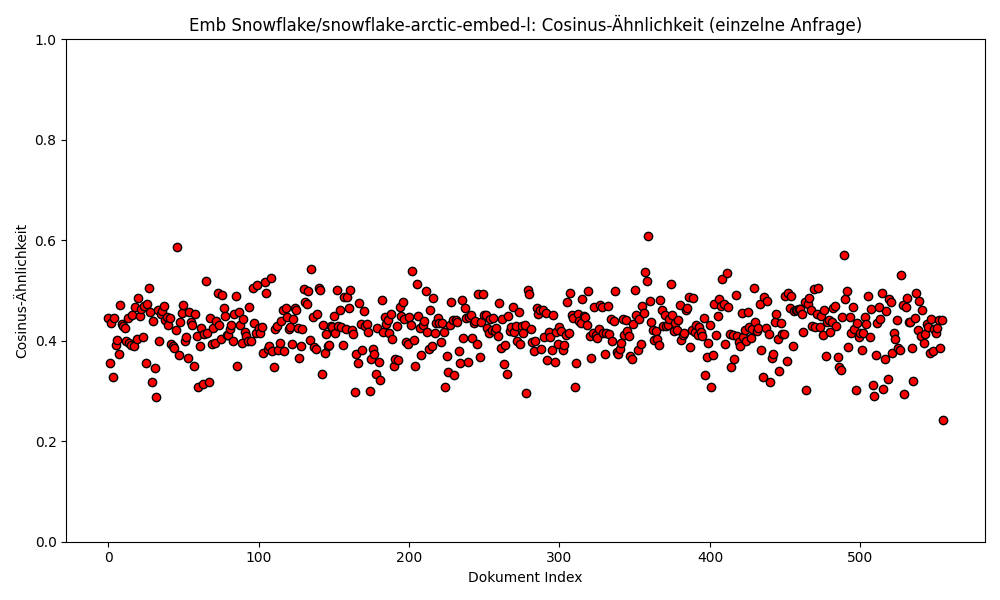 Emb Snowflake/snowflake-arctic-embed-l: Cosinus-Ähnlichkeit (einzelne Anfrage)
1.0
0.8
0.6
0.4
0.2
0.0
Cosinus-Ähnlichkeit
0 100 200 300 400 500
Dokument Index